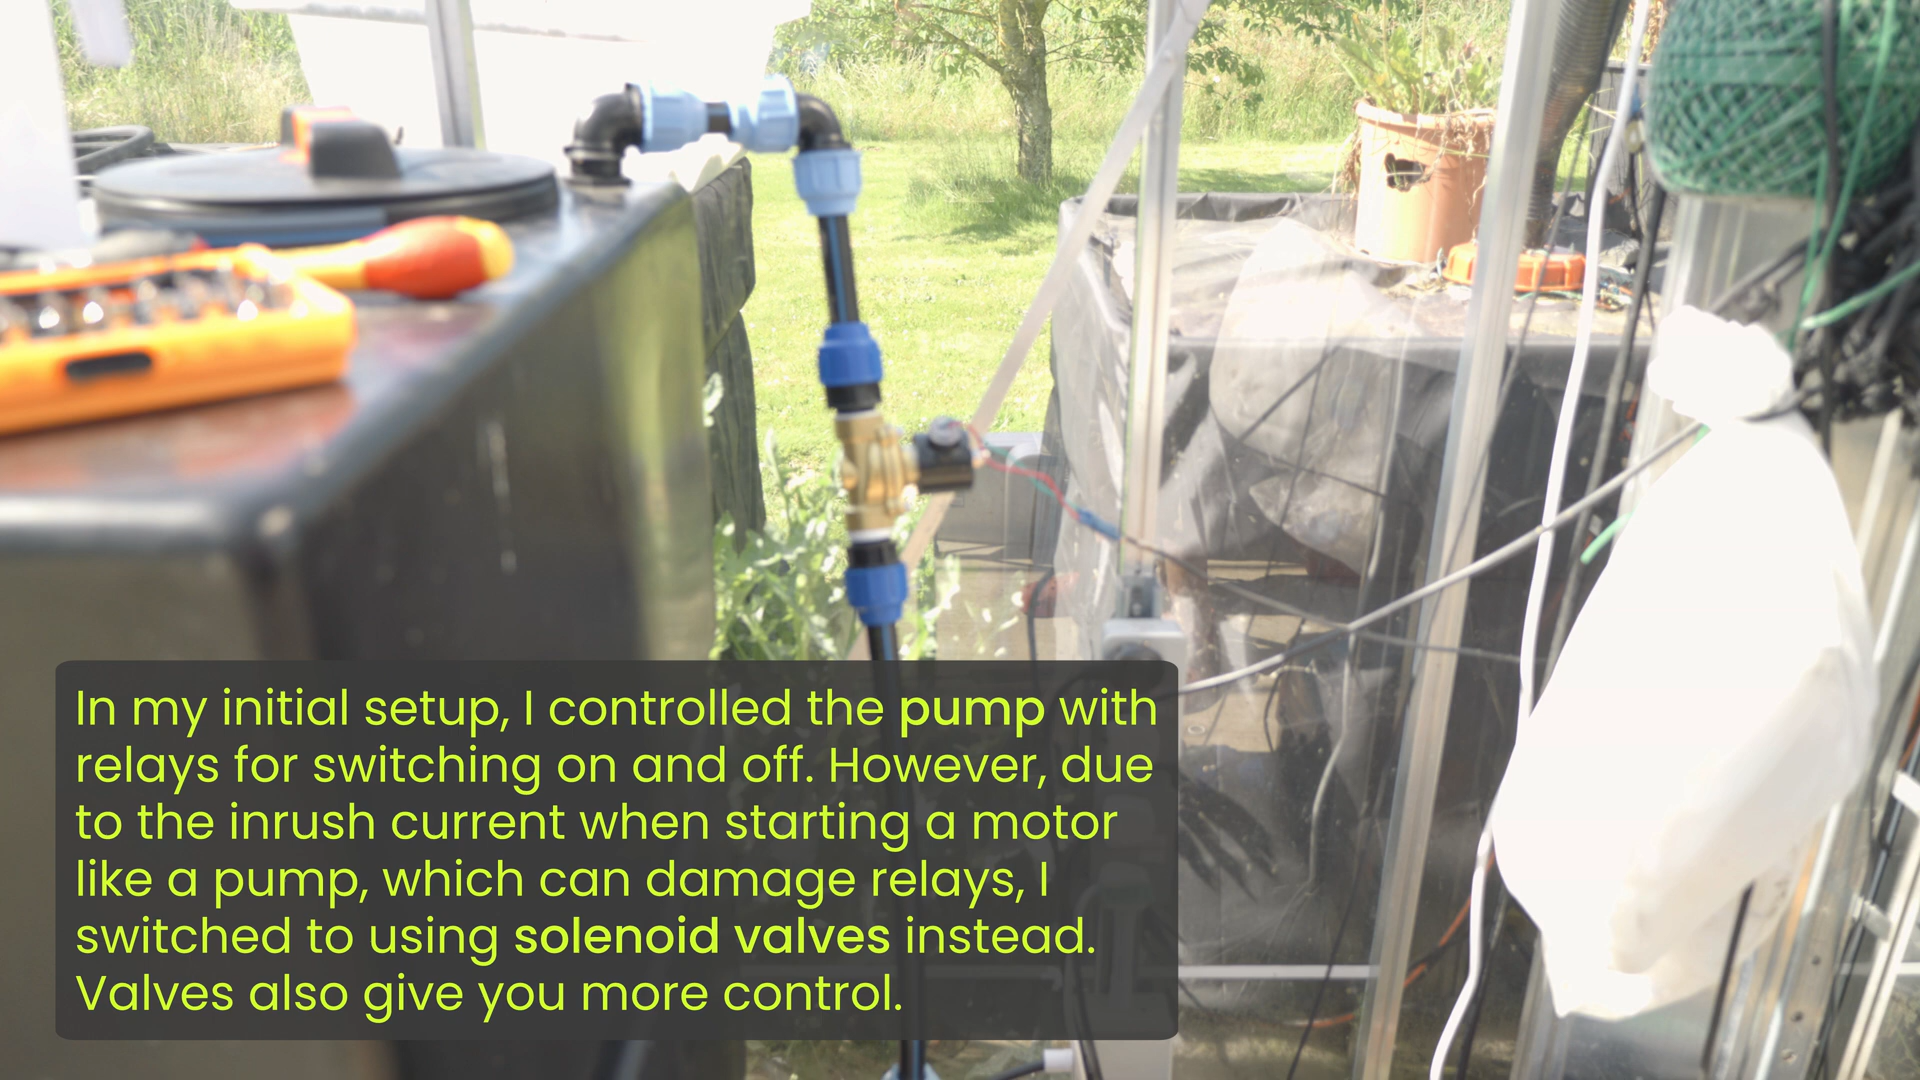 In my initial setup, I controlled the pump with
relays for switching on and off. However, due
to the inrush current when starting a motor
like a pump, which can damage relays, I
switched to using solenoid valves instead.
Valves also give you more control.